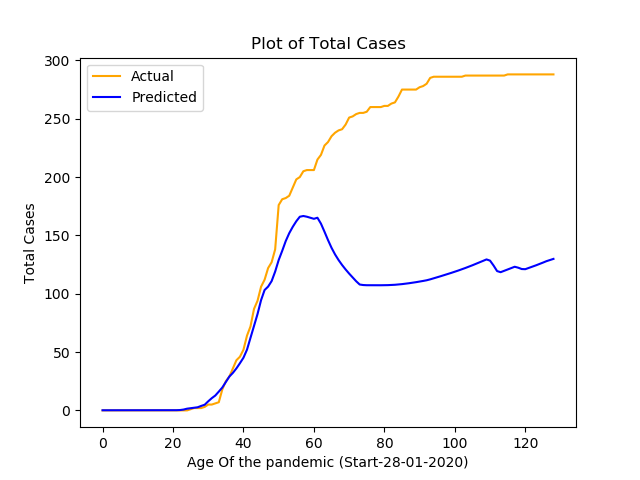 Plot of Total Cases
Actual
Predicted
Total Cases
300
250
200
150
100
50
0
0 20 40 60 80 100 120
Age Of the pandemic (Start-28-01-2020)